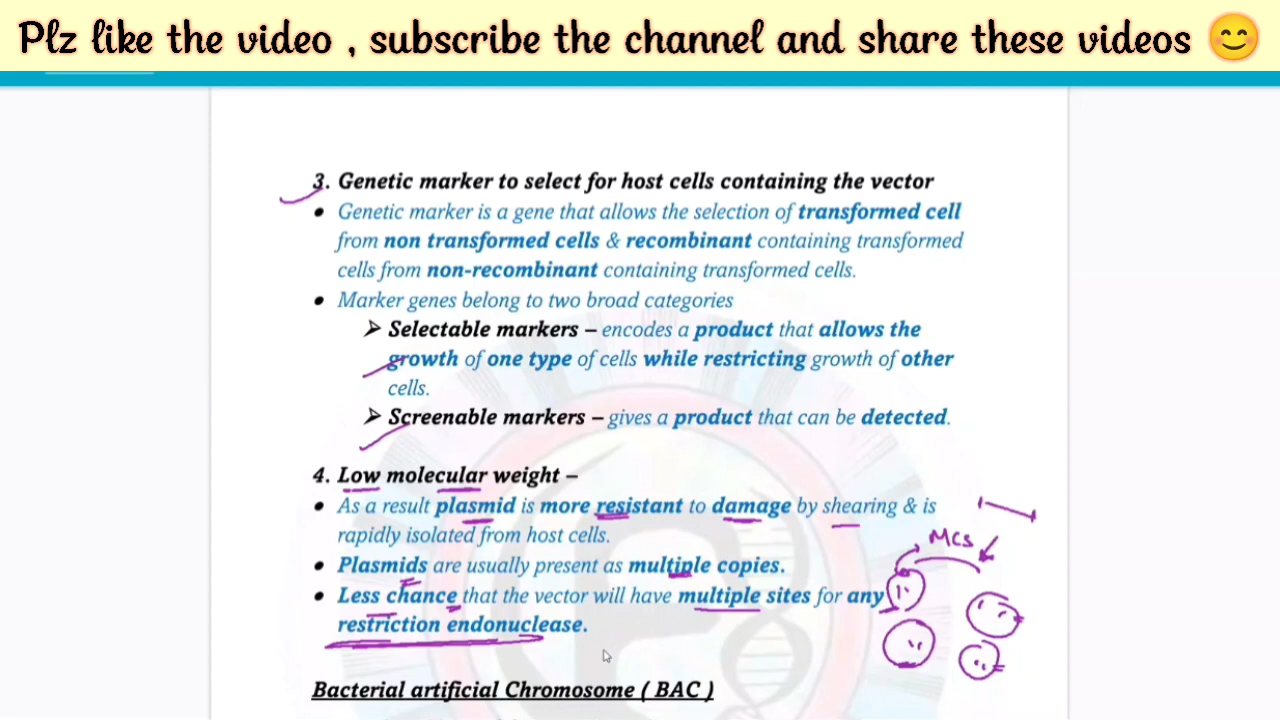 Plz like the video , subscribe the channel and share these videos 😊
3. Genetic marker to select for host cells containing the vector
• Genetic marker is a gene that allows the selection of transformed cell
from non transformed cells & recombinant containing transformed
cells from non-recombinant containing transformed cells.
• Marker genes belong to two broad categories
➢ Selectable markers – encodes a product that allows the
growth of one type of cells while restricting growth of other
cells.
➢ Screenable markers – gives a product that can be detected.
4. Low molecular weight –
• As a result plasmid is more resistant to damage by shearing & is
rapidly isolated from host cells.
MCS
• Plasmids are usually present as multiple copies.
• Less chance that the vector will have multiple sites for any
restriction endonuclease.
Bacterial artificial Chromosome ( BAC )